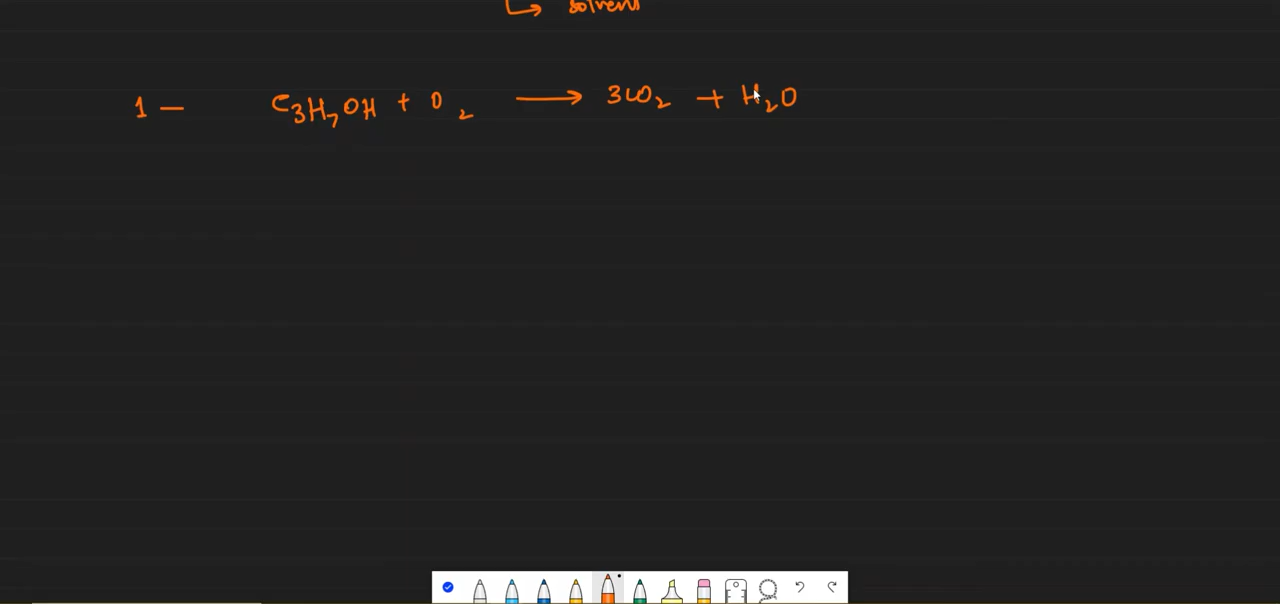 ↳ solvent
1 — C₃H₇OH + O₂ ⟶ 3CO₂ + H₂O